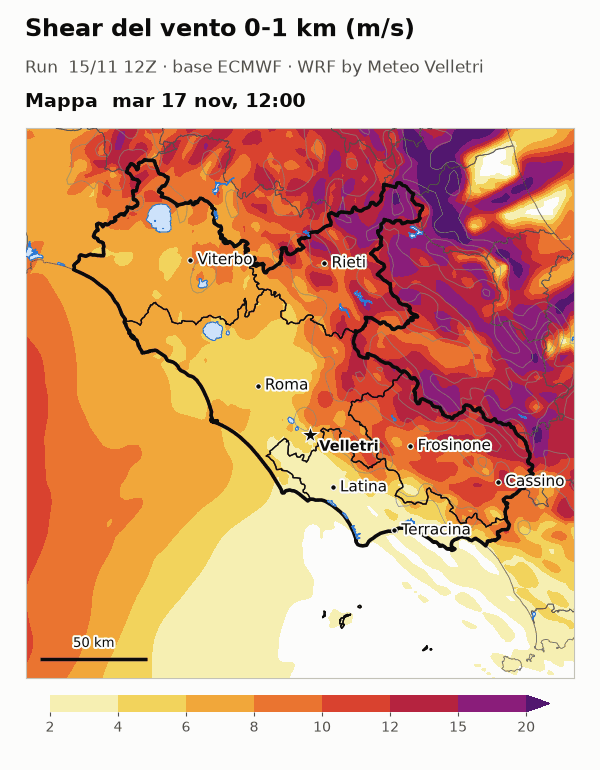 Shear del vento 0-1 km (m/s)
Run  15/11 12Z · base ECMWF · WRF by Meteo Velletri
Mappa  mar 17 nov, 12:00
Viterbo
Rieti
Roma
Velletri
Frosinone
Cassino
Latina
Terracina
50 km
2 4 6 8 10 12 15 20